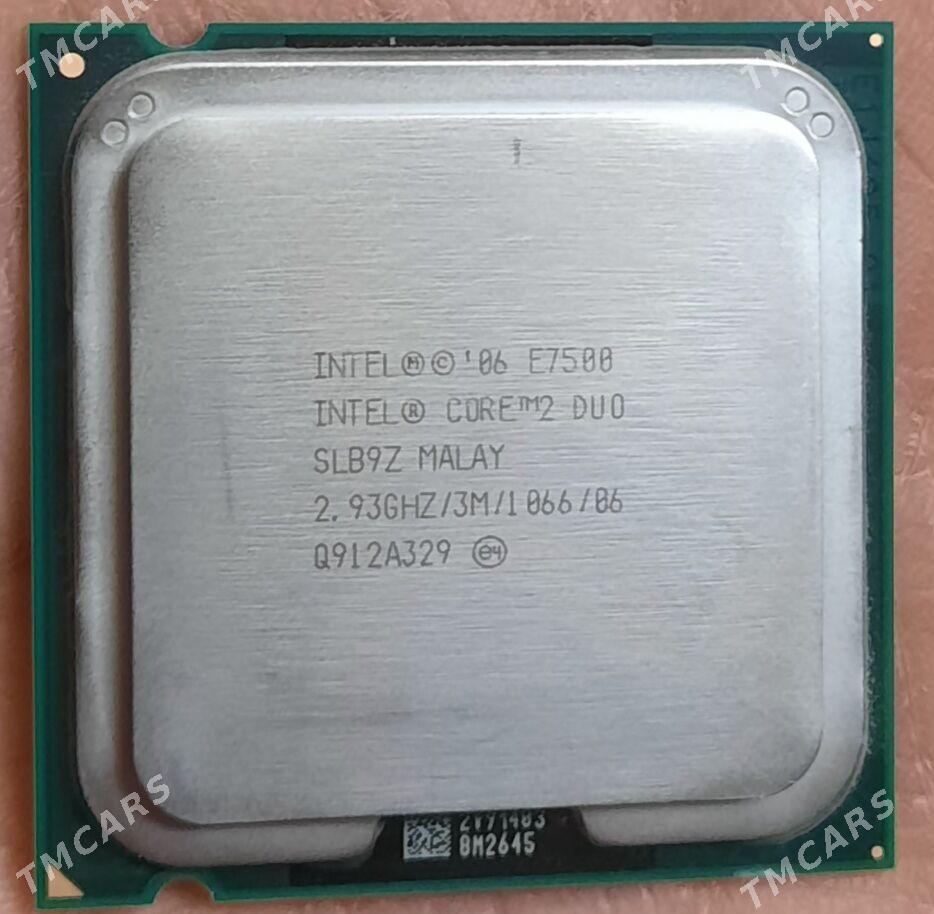 TMCARS
TMCARS
INTEL Ⓜ © '06 E7500
INTEL® CORE™2 DUO
SLB9Z MALAY
2.93GHZ/3M/1066/06
Q912A329 e4
8M2645
TMCARS
TMCARS